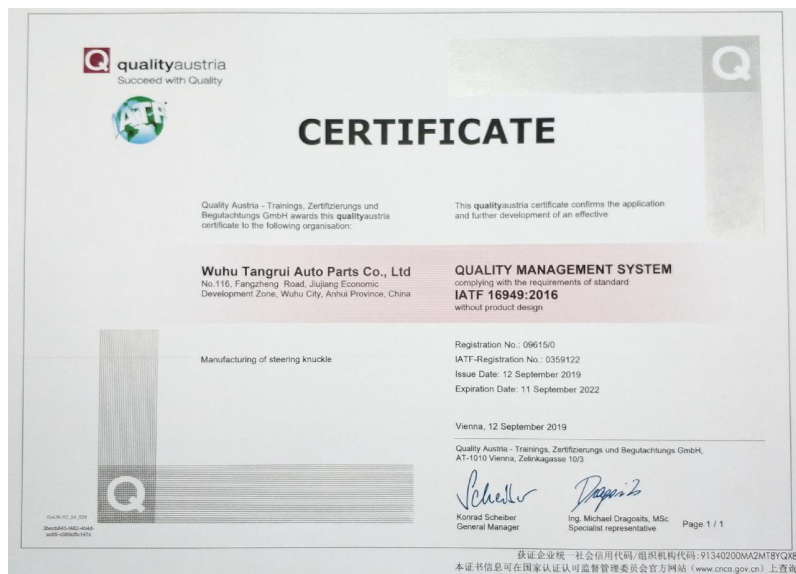 Q qualityaustria
Succeed with Quality
Q
IATF
CERTIFICATE
Quality Austria - Trainings, Zertifizierungs und
Begutachtungs GmbH awards this qualityaustria
certificate to the following organisation:
This qualityaustria certificate confirms the application
and further development of an effective
Wuhu Tangrui Auto Parts Co., Ltd
No.116, Fangzheng Road, Jiujiang Economic
Development Zone, Wuhu City, Anhui Province, China
QUALITY MANAGEMENT SYSTEM
complying with the requirements of standard
IATF 16949:2016
without product design
Manufacturing of steering knuckle
Registration No.: 09615/0
IATF-Registration No.: 0359122
Issue Date: 12 September 2019
Expiration Date: 11 September 2022
Vienna, 12 September 2019
Quality Austria - Trainings, Zertifizierungs und Begutachtungs GmbH,
AT-1010 Vienna, Zelinkagasse 10/3
Q
Scheiber
Dragosits
Konrad Scheiber
General Manager
Ing. Michael Dragosits, MSc
Specialist representative
Page 1 / 1
获证企业统一社会信用代码/组织机构代码:91340200MA2MT8YQX8
本证书信息可在国家认证认可监督管理委员会官方网站（www.cnca.gov.cn）上查询